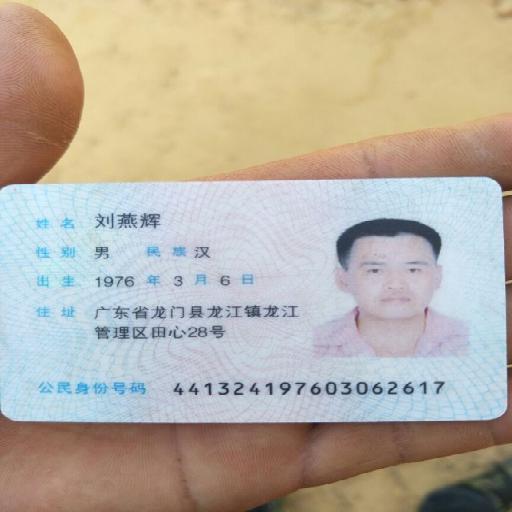 姓名 刘燕辉
性别 男 民族 汉
出生 1976 年 3 月 6 日
住址 广东省龙门县龙江镇龙江
管理区田心28号
公民身份号码 441324197603062617